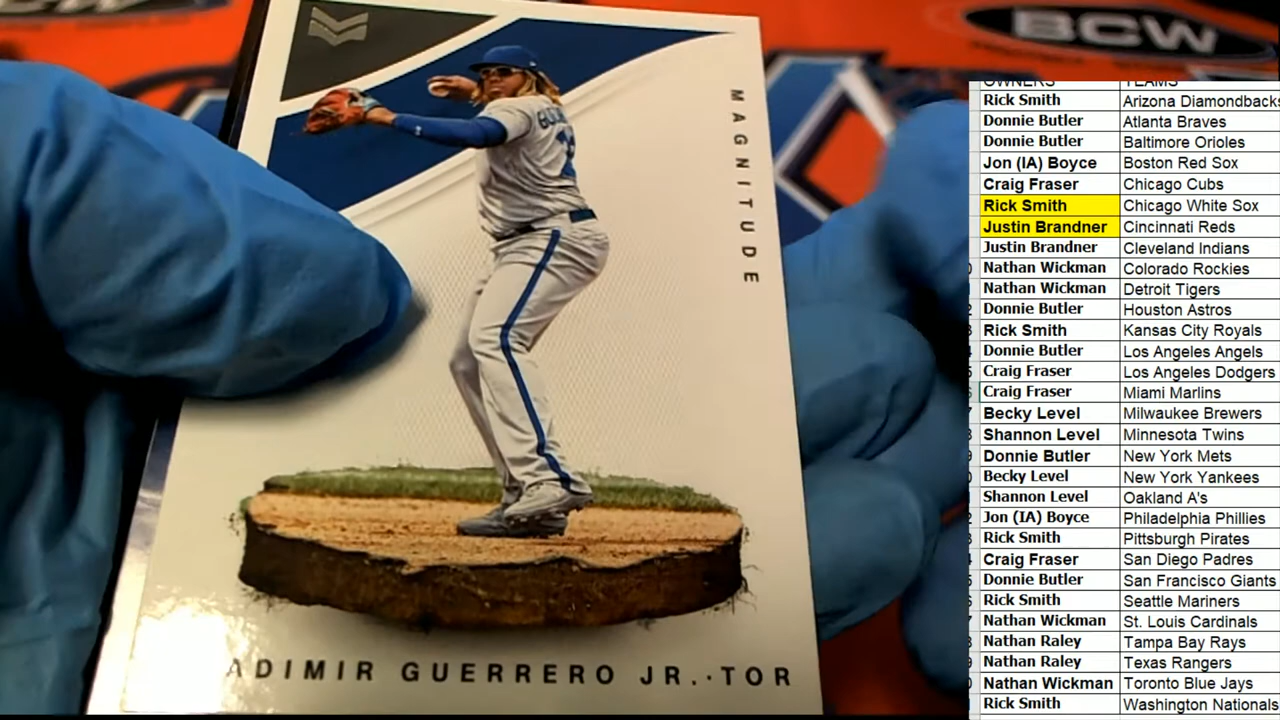 BCW
MAGNITUDE
ADIMIR GUERRERO JR.·TOR
OWNERS TEAMS
Rick Smith Arizona Diamondbacks
Donnie Butler Atlanta Braves
Donnie Butler Baltimore Orioles
Jon (IA) Boyce Boston Red Sox
Craig Fraser Chicago Cubs
Rick Smith Chicago White Sox
Justin Brandner Cincinnati Reds
Justin Brandner Cleveland Indians
Nathan Wickman Colorado Rockies
Nathan Wickman Detroit Tigers
Donnie Butler Houston Astros
Rick Smith Kansas City Royals
Donnie Butler Los Angeles Angels
Craig Fraser Los Angeles Dodgers
Craig Fraser Miami Marlins
Becky Level Milwaukee Brewers
Shannon Level Minnesota Twins
Donnie Butler New York Mets
Becky Level New York Yankees
Shannon Level Oakland A's
Jon (IA) Boyce Philadelphia Phillies
Rick Smith Pittsburgh Pirates
Craig Fraser San Diego Padres
Donnie Butler San Francisco Giants
Rick Smith Seattle Mariners
Nathan Wickman St. Louis Cardinals
Nathan Raley Tampa Bay Rays
Nathan Raley Texas Rangers
Nathan Wickman Toronto Blue Jays
Rick Smith Washington Nationals